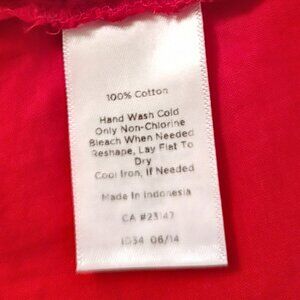 100% Cotton
Hand Wash Cold
Only Non-Chlorine
Bleach When Needed
Reshape, Lay Flat To
Dry
Cool Iron, If Needed
Made In Indonesia
CA #23147
1534 06/14